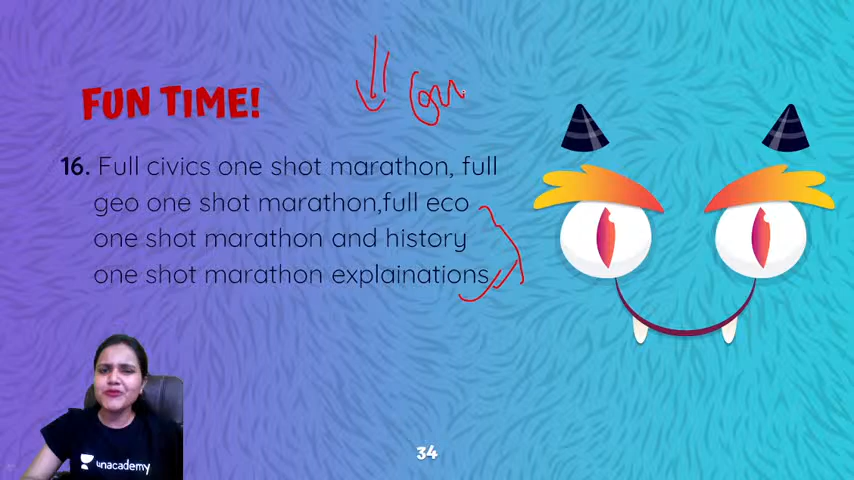 FUN TIME!
16. Full civics one shot marathon, full
geo one shot marathon,full eco
one shot marathon and history
one shot marathon explainations
unacademy
34